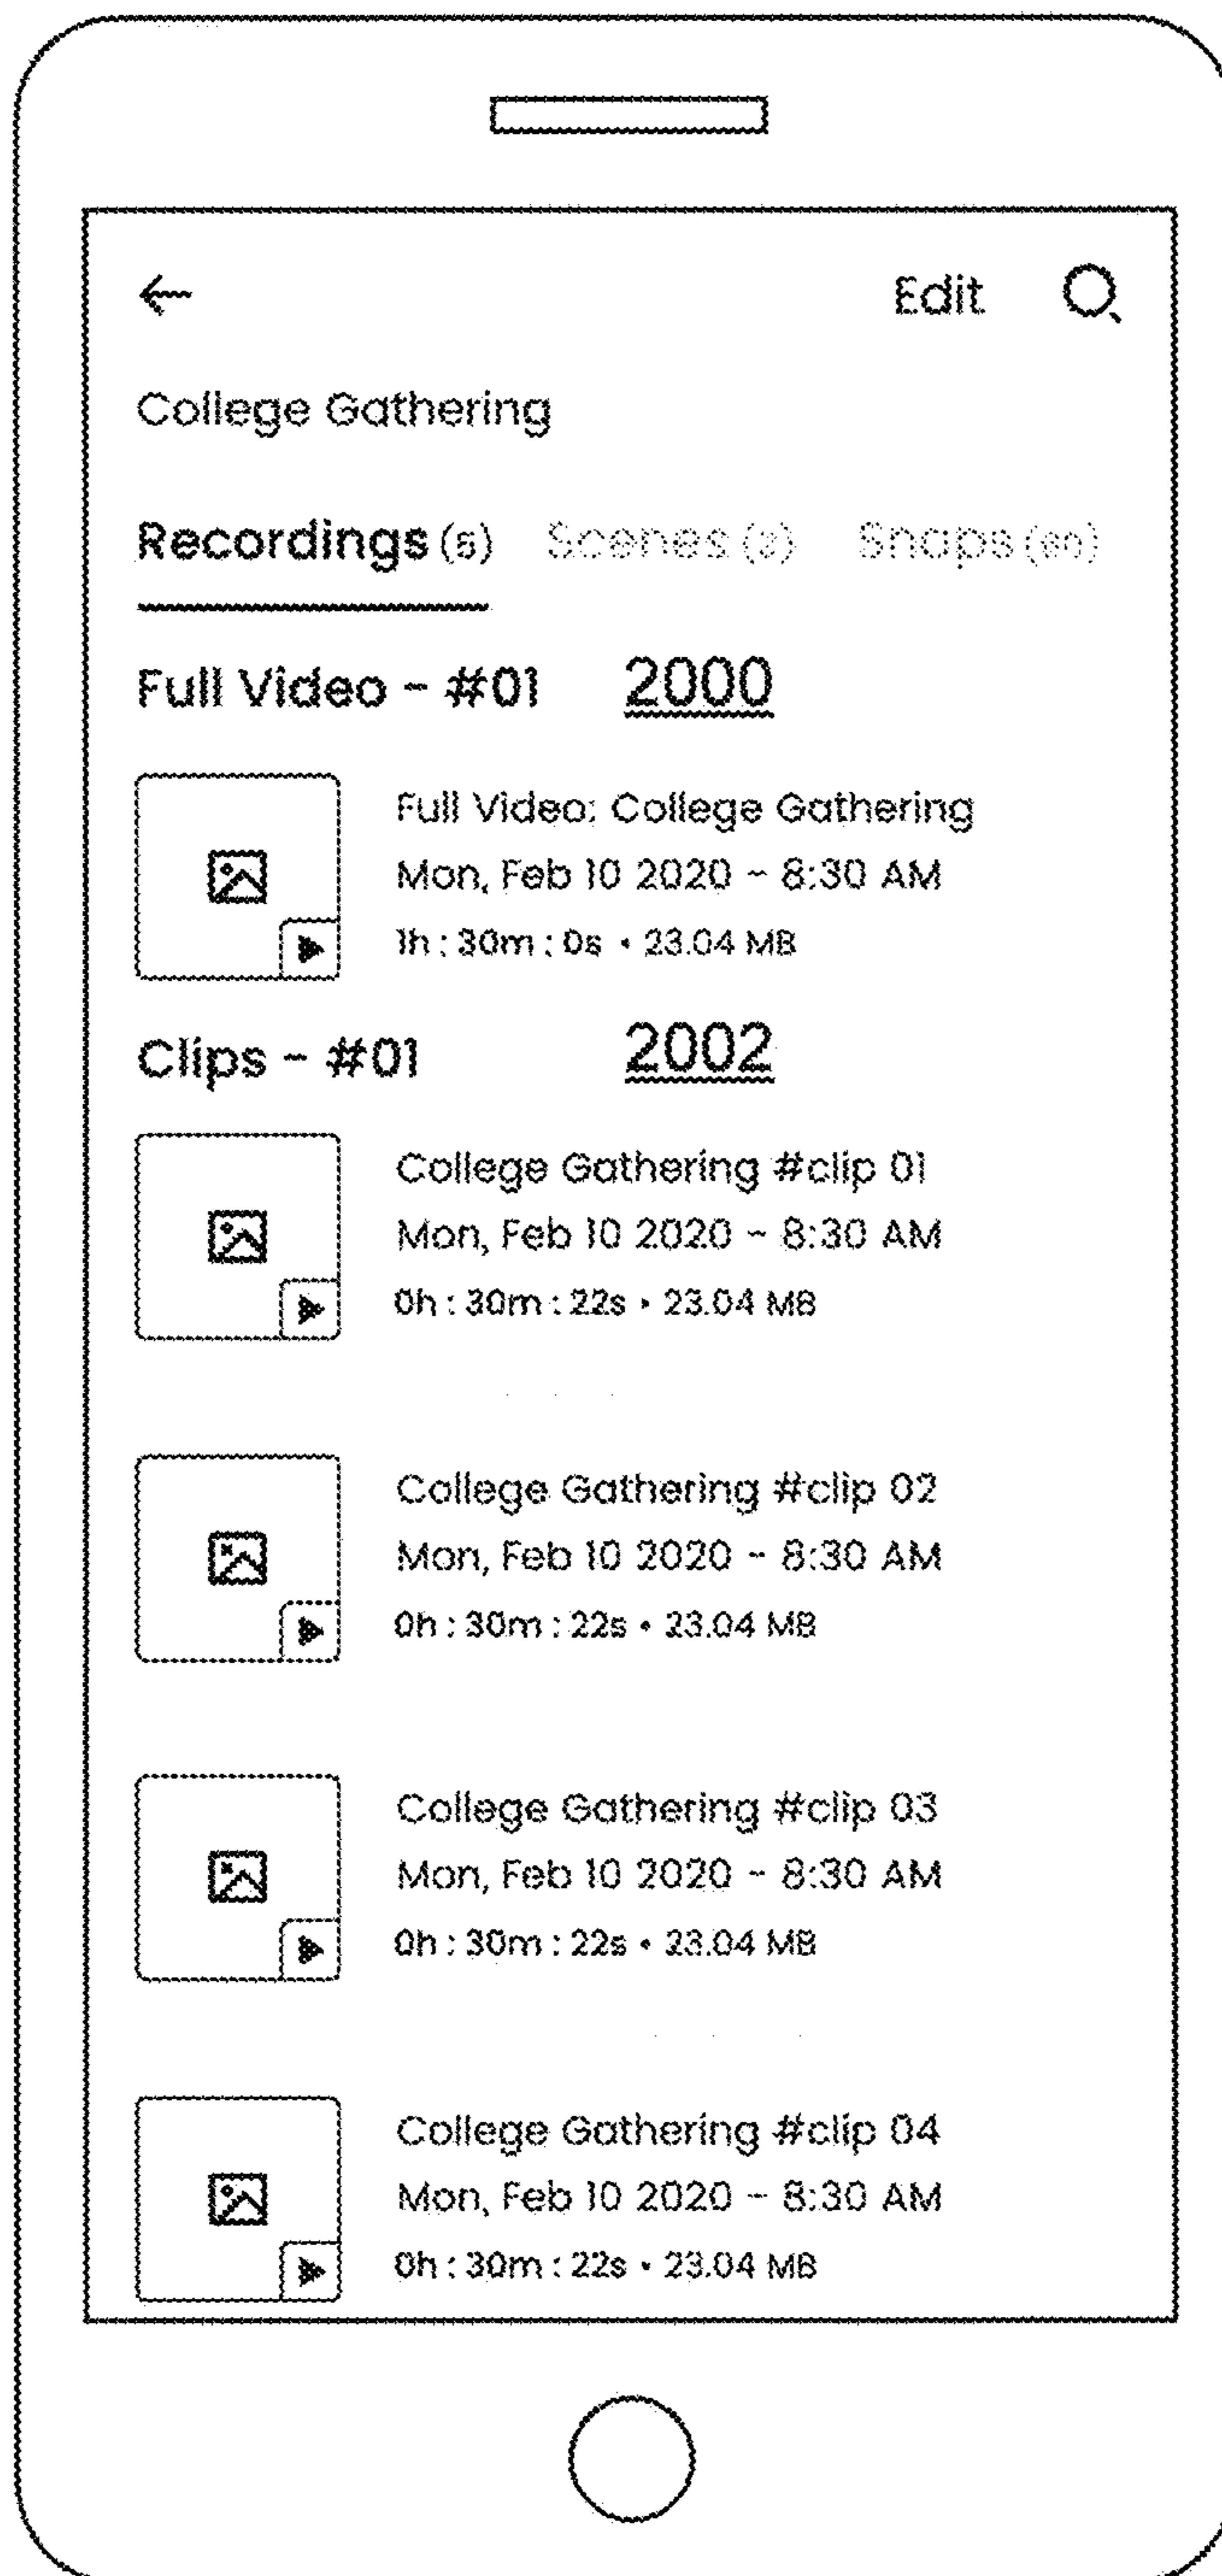 Edit
College Gathering
Recordings (5) Scenes (3) Snaps
Full Video - #01 2000
Full Video: College Gathering
Mon, Feb 10 2020 - 8:30 AM
1h : 30m : 0s • 23.04 MB
Clips - #01 2002
College Gathering #clip 01
Mon, Feb 10 2020 - 8:30 AM
0h : 30m : 22s • 23.04 MB
College Gathering #clip 02
Mon, Feb 10 2020 - 8:30 AM
0h : 30m : 22s • 23.04 MB
College Gathering #clip 03
Mon, Feb 10 2020 - 8:30 AM
0h : 30m : 22s • 23.04 MB
College Gathering #clip 04
Mon, Feb 10 2020 - 8:30 AM
0h : 30m : 22s • 23.04 MB